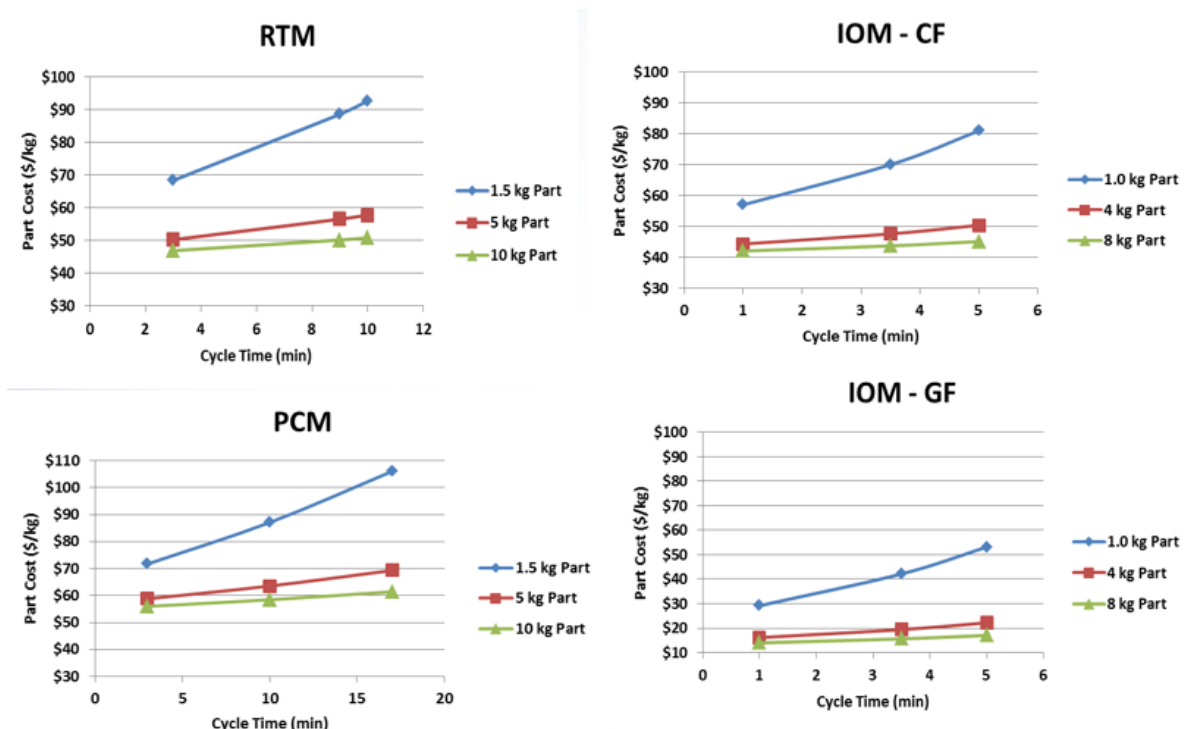 RTM
$100
$90
$80
$70
$60
$50
$40
$30
Part Cost ($/kg)
0 2 4 6 8 10 12
Cycle Time (min)
1.5 kg Part
5 kg Part
10 kg Part
IOM - CF
$100
$90
$80
$70
$60
$50
$40
$30
Part Cost ($/kg)
0 1 2 3 4 5 6
Cycle Time (min)
1.0 kg Part
4 kg Part
8 kg Part
PCM
$110
$100
$90
$80
$70
$60
$50
$40
$30
Part Cost ($/kg)
0 5 10 15 20
Cycle Time (min)
1.5 kg Part
5 kg Part
10 kg Part
IOM - GF
$100
$90
$80
$70
$60
$50
$40
$30
$20
$10
Part Cost ($/kg)
0 1 2 3 4 5 6
Cycle Time (min)
1.0 kg Part
4 kg Part
8 kg Part